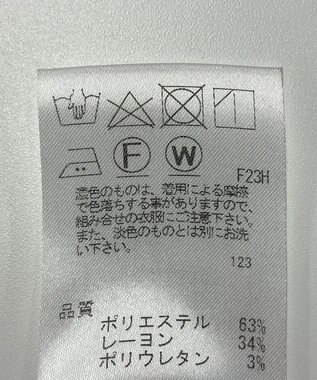 F W
F23H
濃色のものは、着用による摩擦
で色落ちする事がありますので、
組み合せの衣服にご注意下さい。
また、淡色のものとは別にお洗
い下さい。
123
品質
ポリエステル 63%
レーヨン 34%
ポリウレタン 3%